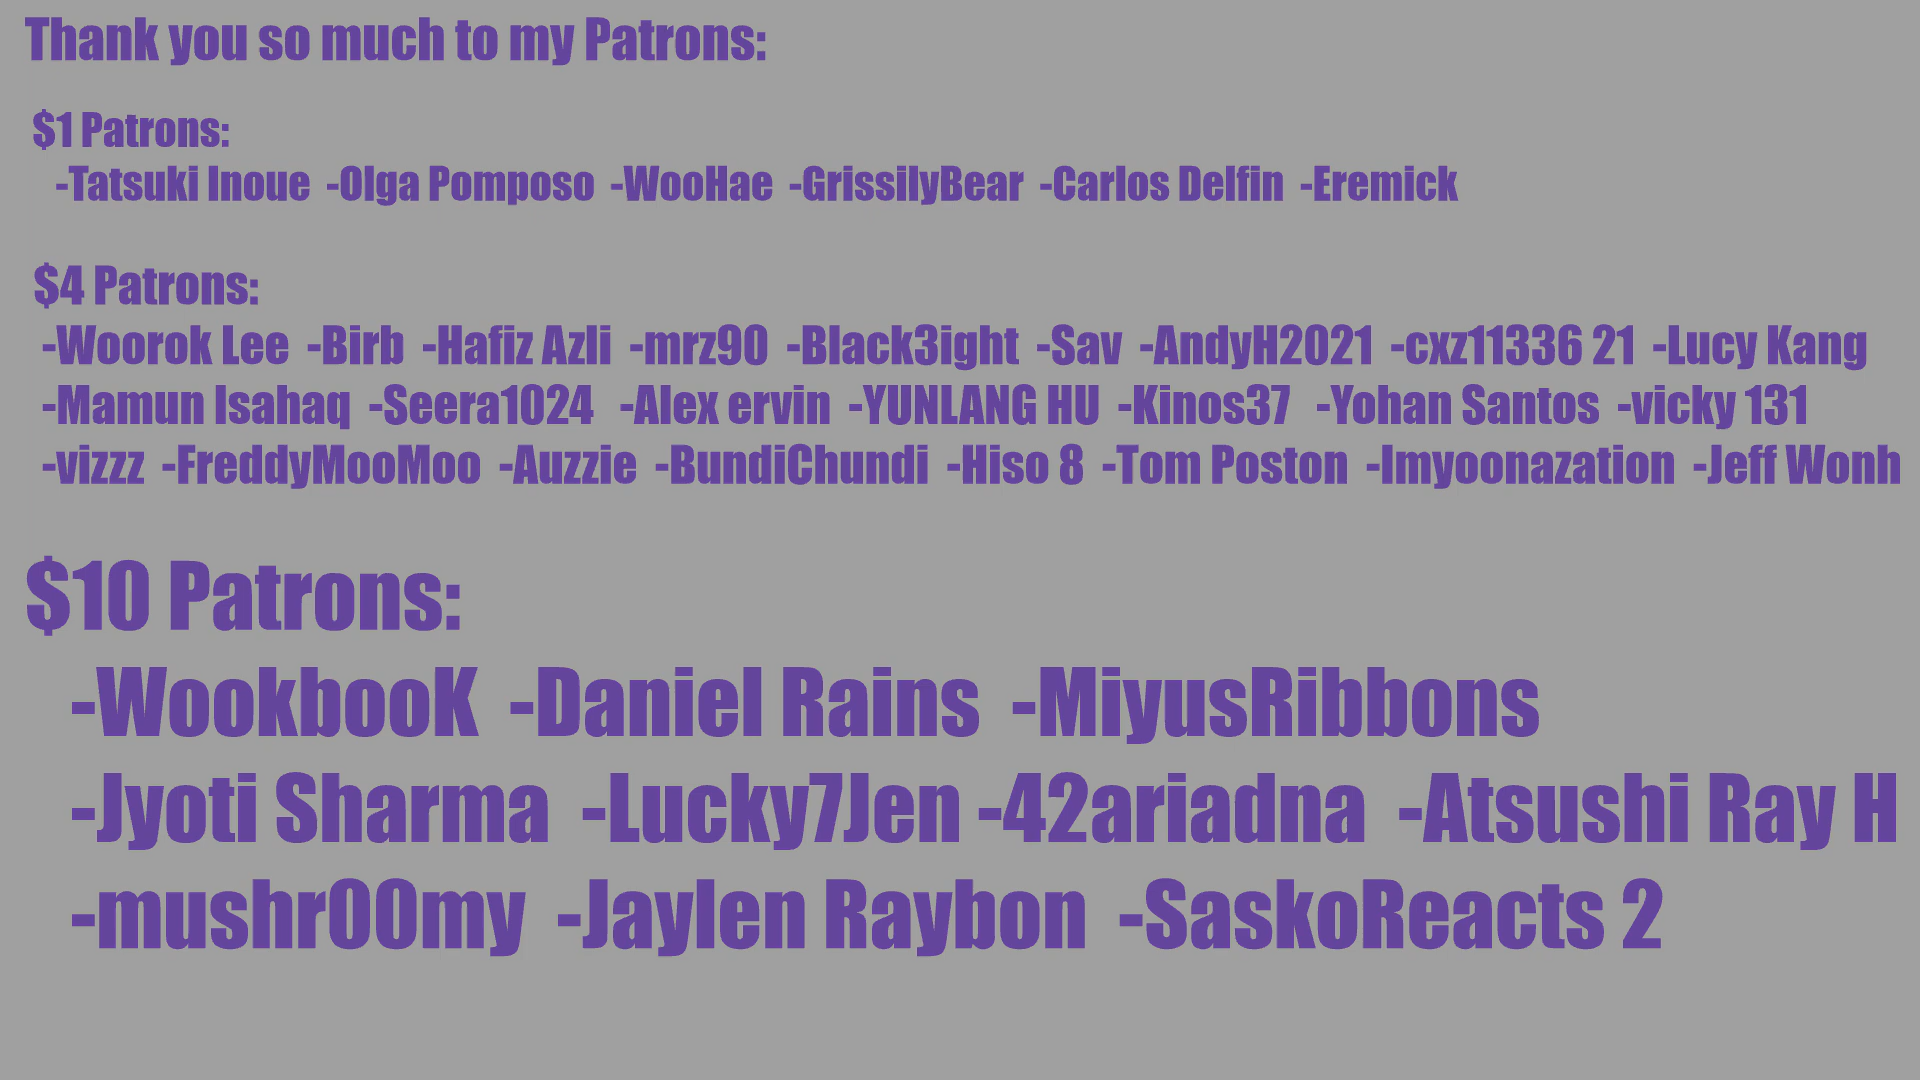 Thank you so much to my Patrons:
$1 Patrons:
-Tatsuki Inoue -Olga Pomposo -WooHae -GrissilyBear -Carlos Delfin -Eremick
$4 Patrons:
-Woorok Lee -Birb -Hafiz Azli -mrz90 -Black3ight -Sav -AndyH2021 -cxz11336 21 -Lucy Kang
-Mamun Isahaq -Seera1024 -Alex ervin -YUNLANG HU -Kinos37 -Yohan Santos -vicky 131
-vizzz -FreddyMooMoo -Auzzie -BundiChundi -Hiso 8 -Tom Poston -Imyoonazation -Jeff Wonh
$10 Patrons:
-WookbooK -Daniel Rains -MiyusRibbons
-Jyoti Sharma -Lucky7Jen -42ariadna -Atsushi Ray H
-mushr00my -Jaylen Raybon -SaskoReacts 2